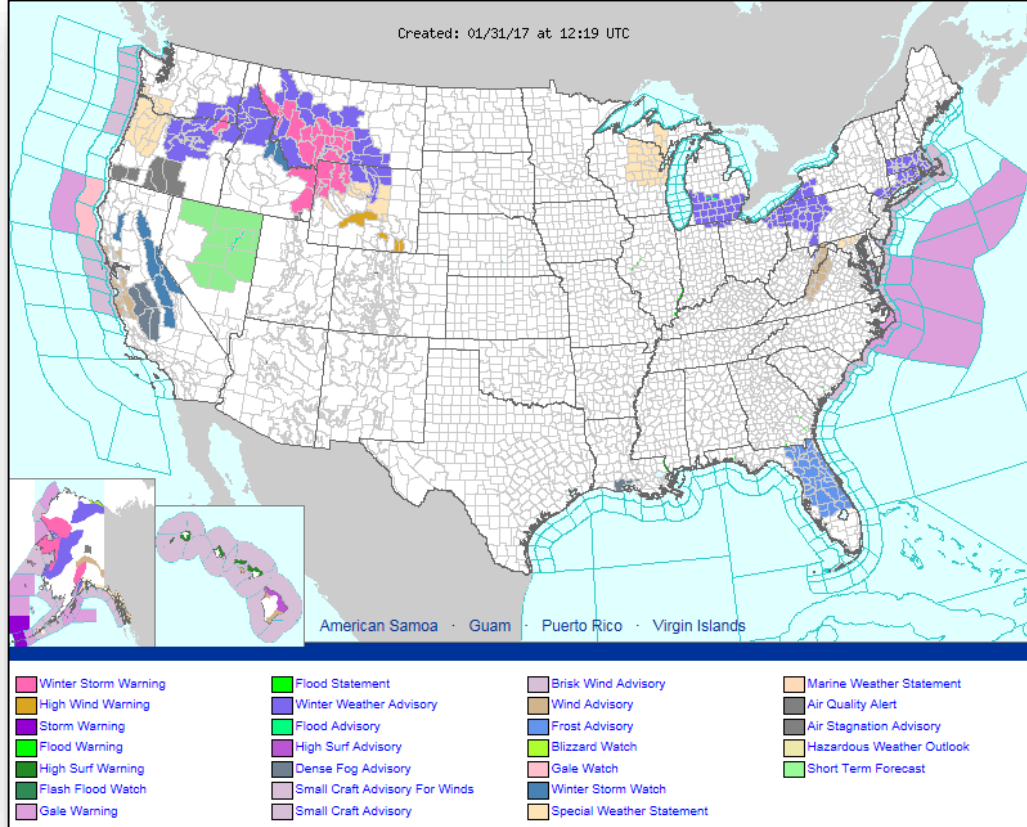 Created: 01/31/17 at 12:19 UTC
American Samoa · Guam · Puerto Rico · Virgin Islands
Winter Storm Warning
High Wind Warning
Storm Warning
Flood Warning
High Surf Warning
Flash Flood Watch
Gale Warning
Flood Statement
Winter Weather Advisory
Flood Advisory
High Surf Advisory
Dense Fog Advisory
Small Craft Advisory For Winds
Small Craft Advisory
Brisk Wind Advisory
Wind Advisory
Frost Advisory
Blizzard Watch
Gale Watch
Winter Storm Watch
Special Weather Statement
Marine Weather Statement
Air Quality Alert
Air Stagnation Advisory
Hazardous Weather Outlook
Short Term Forecast